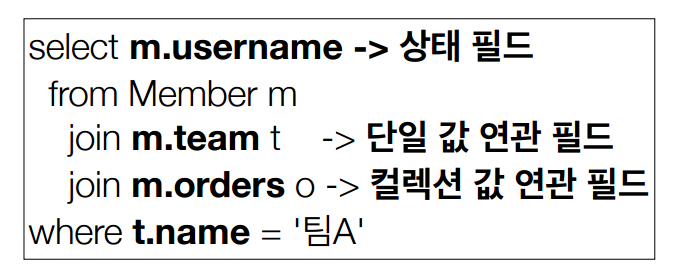 select m.username -> 상태 필드
from Member m
join m.team t -> 단일 값 연관 필드
join m.orders o -> 컬렉션 값 연관 필드
where t.name = '팀A'